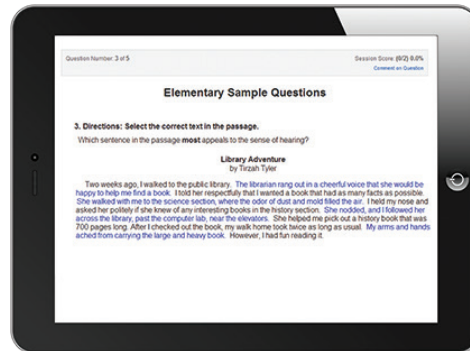 Question Number: 3 of 5
Session Score: (0/2) 0.0%
Comment on Question
Elementary Sample Questions
3. Directions: Select the correct text in the passage.
Which sentence in the passage most appeals to the sense of hearing?
Library Adventure
by Tirzah Tyler
Two weeks ago, I walked to the public library. The librarian rang out in a cheerful voice that she would be
happy to help me find a book. I told her respectfully that I wanted a book that had as many facts as possible.
She walked with me to the science section, where the odor of dust and mold filled the air. I held my nose and
asked her politely if she knew of any interesting books in the history section. She nodded, and I followed her
across the library, past the computer lab, near the elevators. She helped me pick out a history book that was
700 pages long. After I checked out the book, my walk home took twice as long as usual. My arms and hands
ached from carrying the large and heavy book. However, I had fun reading it.